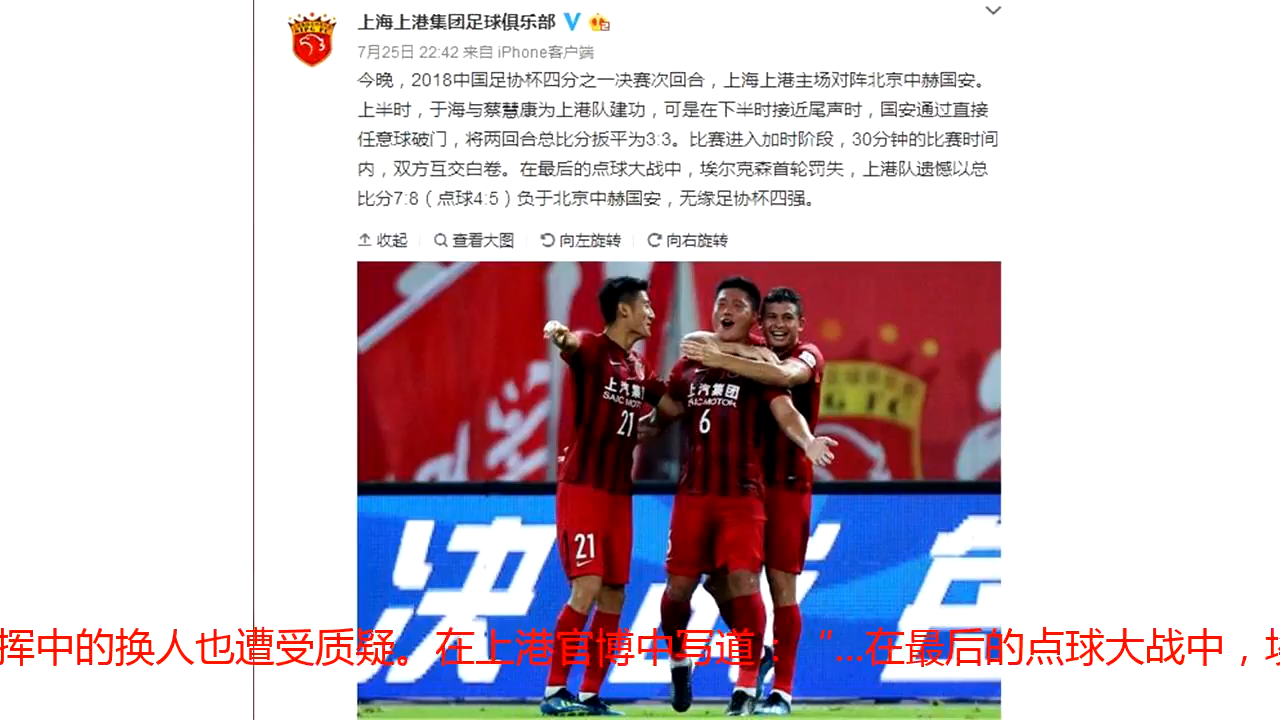 上海上港集团足球俱乐部
7月25日 22:42 来自 iPhone客户端
今晚，2018中国足协杯四分之一决赛次回合，上海上港主场对阵北京中赫国安。
上半时，于海与蔡慧康为上港队建功，可是在下半时接近尾声时，国安通过直接
任意球破门，将两回合总比分扳平为3:3。比赛进入加时阶段，30分钟的比赛时间
内，双方互交白卷。在最后的点球大战中，埃尔克森首轮罚失，上港队遗憾以总
比分7:8（点球4:5）负于北京中赫国安，无缘足协杯四强。
收起 查看大图 向左旋转 向右旋转
上汽集团
SAIC MOTOR
21
上汽集团
SAIC MOTOR
6
21
决
挥中的换人也遭受质疑。在上港官博中写道：“...在最后的点球大战中，